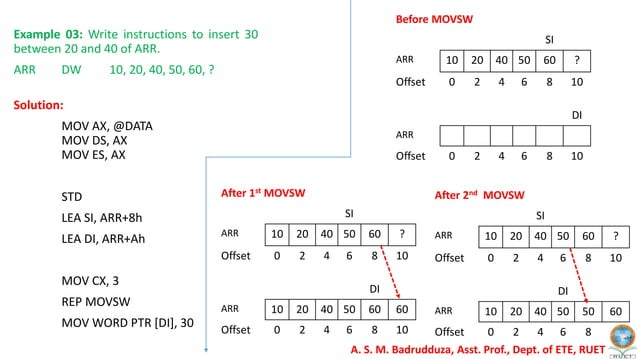 Example 03: Write instructions to insert 30
between 20 and 40 of ARR.
ARR DW 10, 20, 40, 50, 60, ?
Solution:
MOV AX, @DATA
MOV DS, AX
MOV ES, AX
STD
LEA SI, ARR+8h
LEA DI, ARR+Ah
MOV CX, 3
REP MOVSW
MOV WORD PTR [DI], 30
Before MOVSW
SI
ARR 10 20 40 50 60 ?
Offset 0 2 4 6 8 10
DI
ARR
Offset 0 2 4 6 8 10
After 1st MOVSW
SI
ARR 10 20 40 50 60 ?
Offset 0 2 4 6 8 10
DI
ARR 10 20 40 50 60 60
Offset 0 2 4 6 8 10
After 2nd MOVSW
SI
ARR 10 20 40 50 60 ?
Offset 0 2 4 6 8 10
DI
ARR 10 20 40 50 50 60
Offset 0 2 4 6 8
A. S. M. Badrudduza, Asst. Prof., Dept. of ETE, RUET